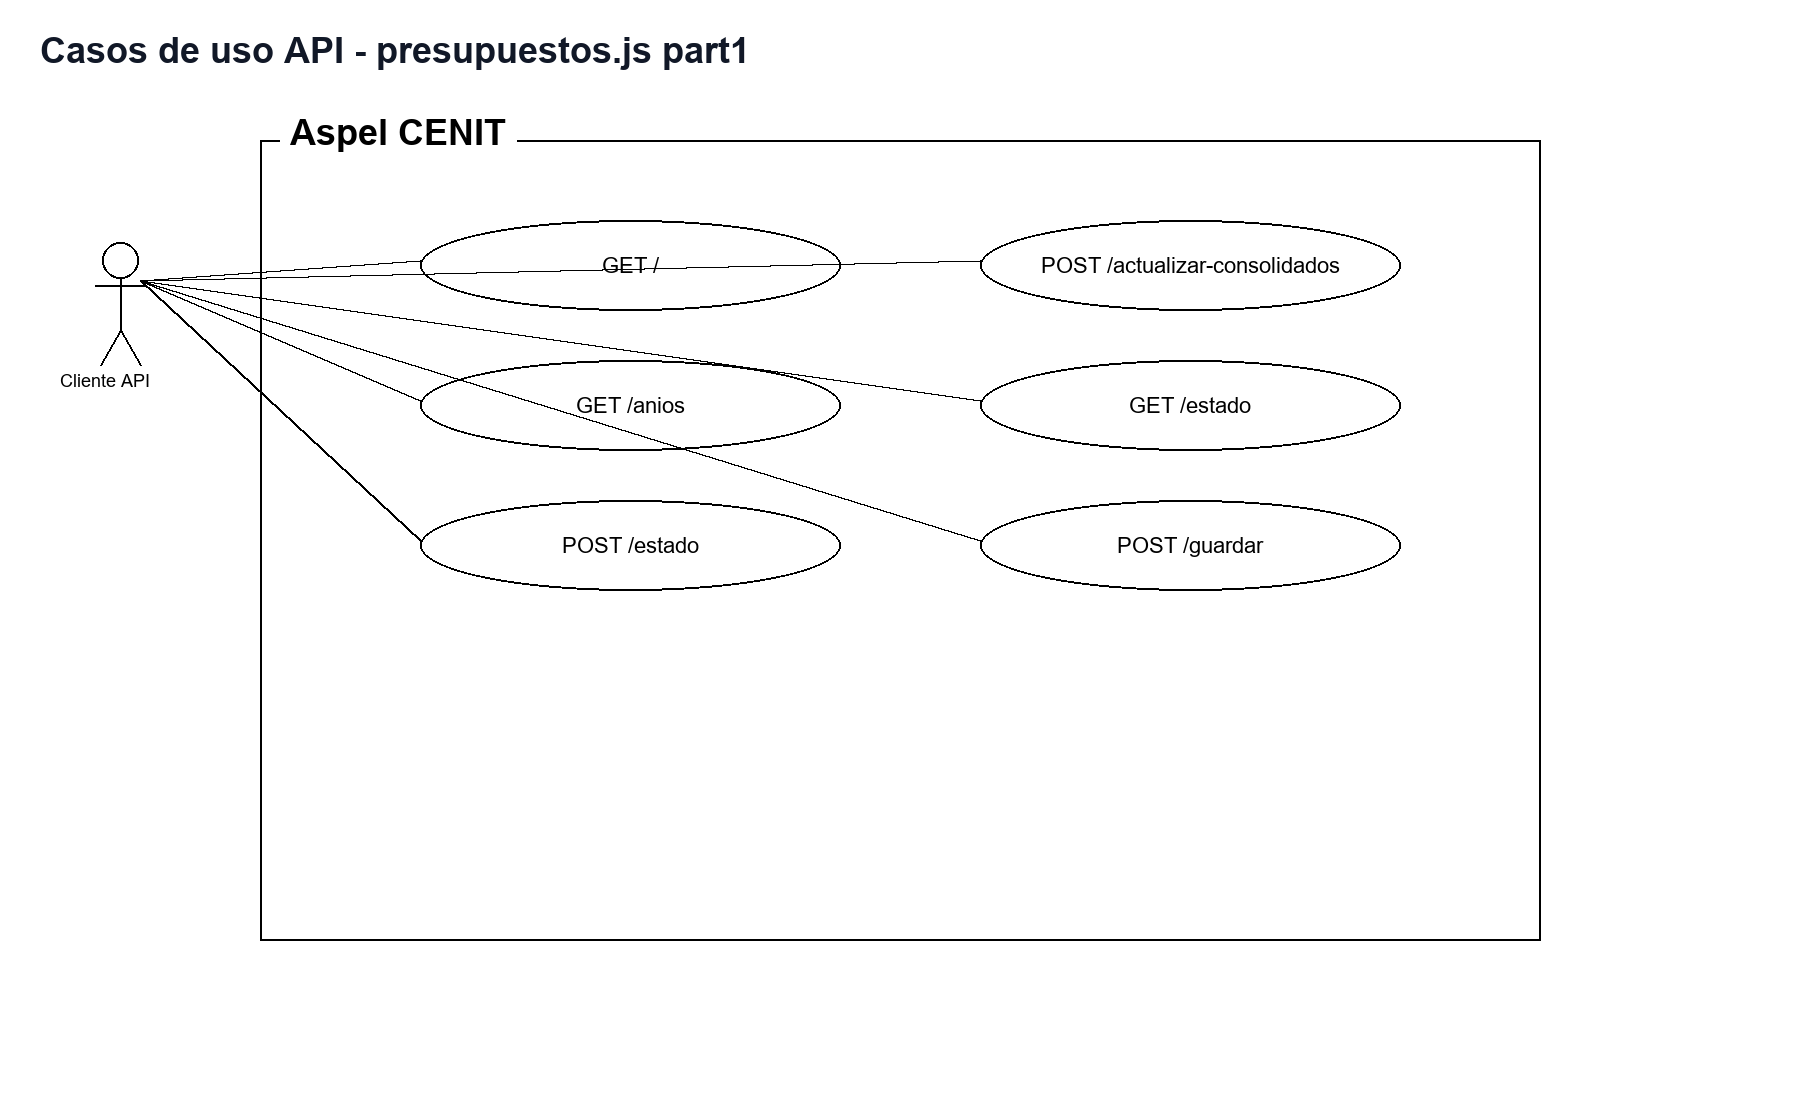 Casos de uso API - presupuestos.js part1
Aspel CENIT
GET /
POST /actualizar-consolidados
Cliente API
GET /anios
GET /estado
POST /estado
POST /guardar